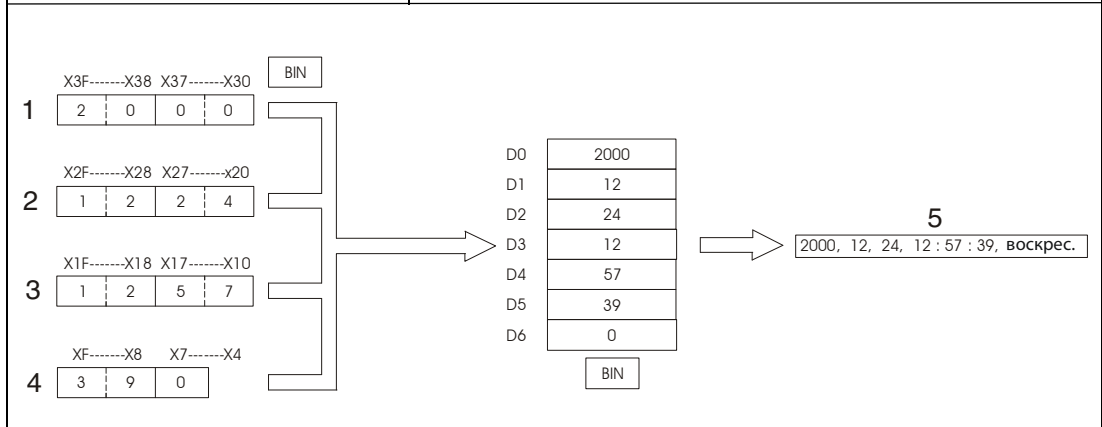 X3F-------X38 X37-------X30
BIN
1 2 0 0 0
X2F------X28 X27------x20
2 1 2 2 4
X1F------X18 X17------X10
3 1 2 5 7
XF-------X8 X7-------X4
4 3 9 0
D0 2000
D1 12
D2 24
D3 12
D4 57
D5 39
D6 0
BIN
5
2000, 12, 24, 12 : 57 : 39, воскрес.